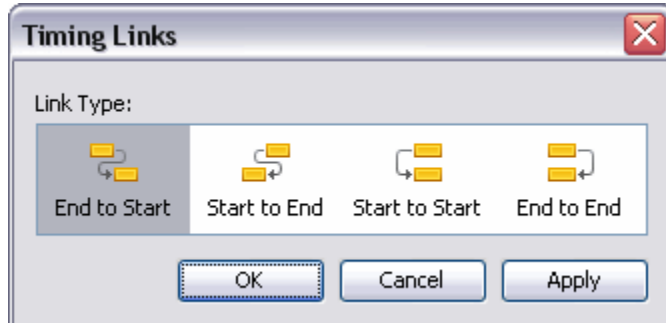 Timing Links
Link Type:
End to Start Start to End Start to Start End to End
OK Cancel Apply